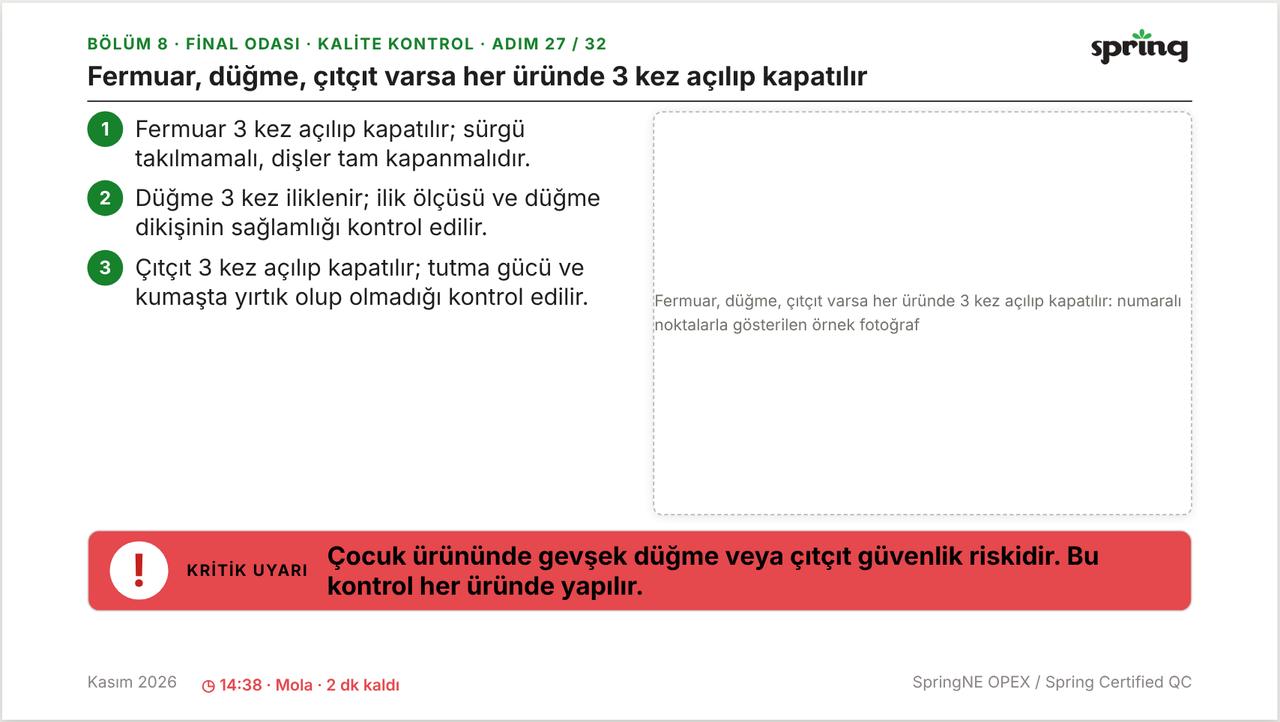 BÖLÜM 8 · FİNAL ODASI · KALİTE KONTROL · ADIM 27 / 32
spring
Fermuar, düğme, çıtçıt varsa her üründe 3 kez açılıp kapatılır
1 Fermuar 3 kez açılıp kapatılır; sürgü
takılmamalı, dişler tam kapanmalıdır.
2 Düğme 3 kez iliklenir; ilik ölçüsü ve düğme
dikişinin sağlamlığı kontrol edilir.
3 Çıtçıt 3 kez açılıp kapatılır; tutma gücü ve
kumaşta yırtık olup olmadığı kontrol edilir.
Fermuar, düğme, çıtçıt varsa her üründe 3 kez açılıp kapatılır: numaralı
noktalarla gösterilen örnek fotoğraf
! KRİTİK UYARI
Çocuk ürününde gevşek düğme veya çıtçıt güvenlik riskidir. Bu
kontrol her üründe yapılır.
Kasım 2026
◷ 14:38 · Mola · 2 dk kaldı
SpringNE OPEX / Spring Certified QC